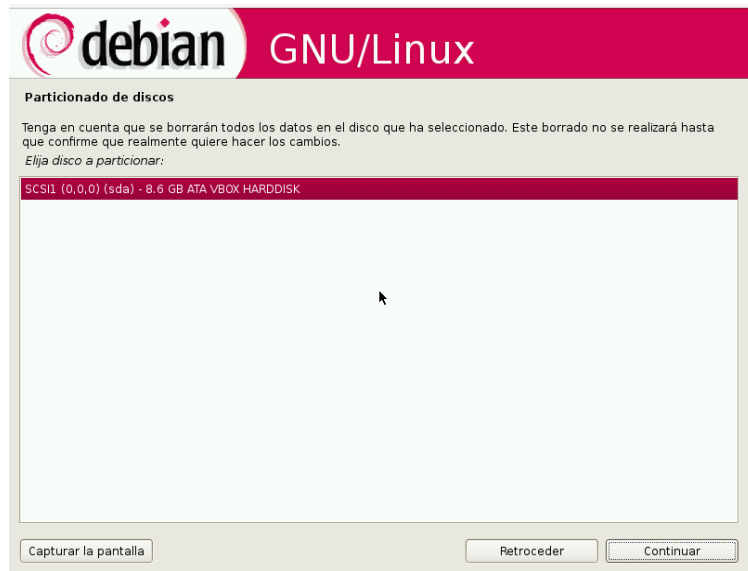 debian GNU/Linux
Particionado de discos
Tenga en cuenta que se borrarán todos los datos en el disco que ha seleccionado. Este borrado no se realizará hasta
que confirme que realmente quiere hacer los cambios.
Elija disco a particionar:
SCSI1 (0,0,0) (sda) - 8.6 GB ATA VBOX HARDDISK
Capturar la pantalla Retroceder Continuar